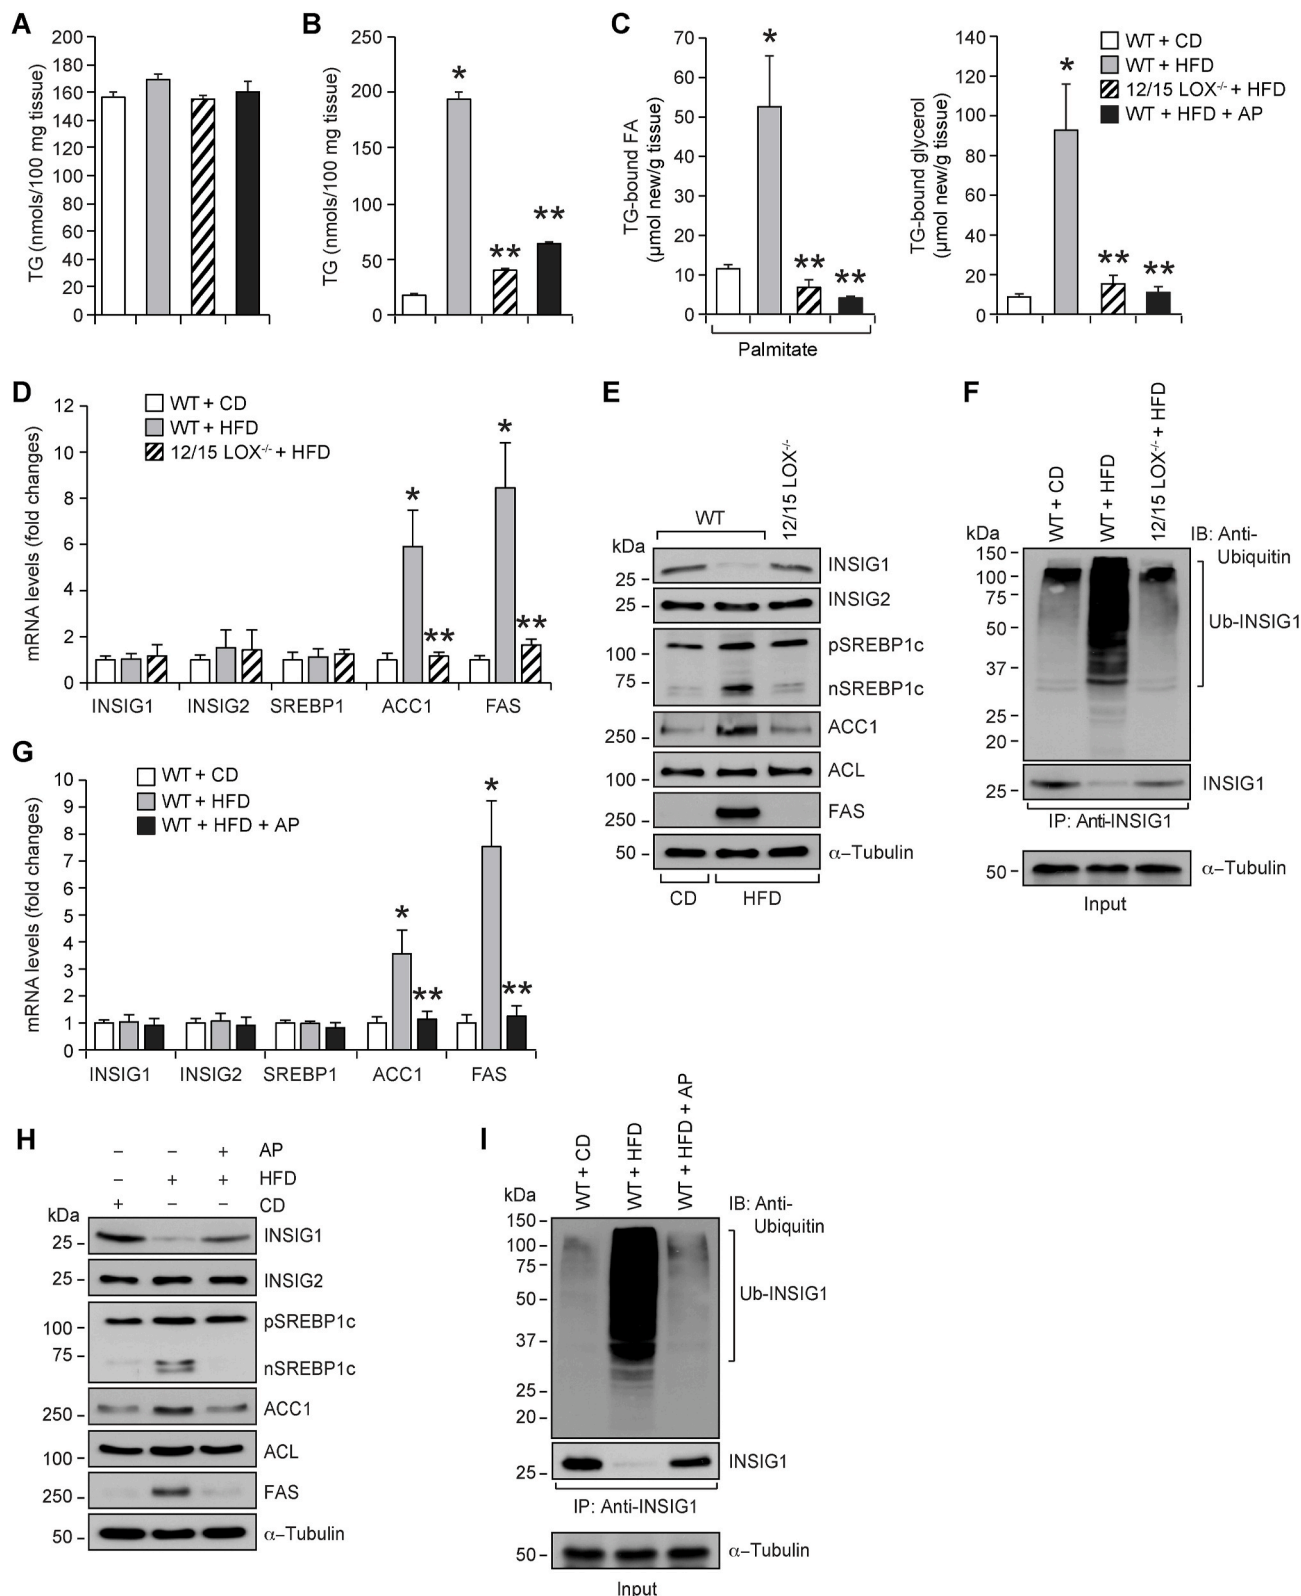 A
TG (nmols/100 mg tissue)
200
180
160
140
120
100
80
60
40
20
0
B
TG (nmols/100 mg tissue)
250
200
150
100
50
0
*
**
**
C
TG-bound FA
(µmol new/g tissue)
70
60
50
40
30
20
10
0
*
**
**
Palmitate
TG-bound glycerol
(µmol new/g tissue)
140
120
100
80
60
40
20
0
*
**
**
WT + CD
WT + HFD
12/15 LOX-/- + HFD
WT + HFD + AP
D
mRNA levels (fold changes)
12
10
8
6
4
2
0
WT + CD
WT + HFD
12/15 LOX-/- + HFD
*
**
*
**
INSIG1 INSIG2 SREBP1 ACC1 FAS
E
WT
12/15 LOX-/-
kDa
25 INSIG1
25 INSIG2
100 pSREBP1c
75 nSREBP1c
250 ACC1
100 ACL
250 FAS
50 α–Tubulin
CD HFD
F
WT + CD
WT + HFD
12/15 LOX-/- + HFD
kDa
IB: Anti-
Ubiquitin
150
100
75
50
37
25
20
Ub-INSIG1
25 INSIG1
IP: Anti-INSIG1
50 α–Tubulin
Input
G
mRNA levels (fold changes)
10
9
8
7
6
5
4
3
2
1
0
WT + CD
WT + HFD
WT + HFD + AP
*
**
*
**
INSIG1 INSIG2 SREBP1 ACC1 FAS
H
– – + AP
– + + HFD
+ – – CD
kDa
25 INSIG1
25 INSIG2
100 pSREBP1c
75 nSREBP1c
250 ACC1
100 ACL
250 FAS
50 α–Tubulin
I
WT + CD
WT + HFD
WT + HFD + AP
kDa
IB: Anti-
Ubiquitin
150
100
75
50
37
25
20
Ub-INSIG1
25 INSIG1
IP: Anti-INSIG1
50 α–Tubulin
Input